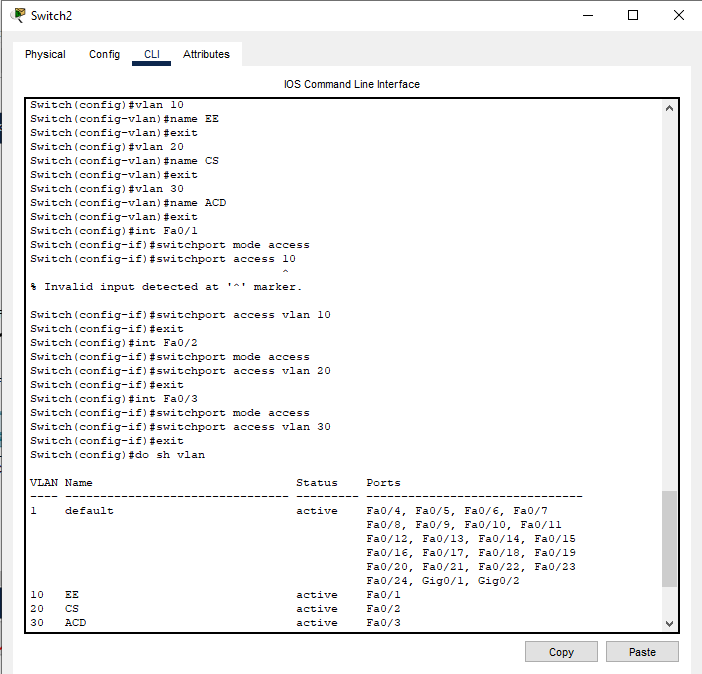 Switch2
Physical Config CLI Attributes
IOS Command Line Interface
Switch(config)#vlan 10
Switch(config-vlan)#name EE
Switch(config-vlan)#exit
Switch(config)#vlan 20
Switch(config-vlan)#name CS
Switch(config-vlan)#exit
Switch(config)#vlan 30
Switch(config-vlan)#name ACD
Switch(config-vlan)#exit
Switch(config)#int Fa0/1
Switch(config-if)#switchport mode access
Switch(config-if)#switchport access 10
^
% Invalid input detected at '^' marker.
Switch(config-if)#switchport access vlan 10
Switch(config-if)#exit
Switch(config)#int Fa0/2
Switch(config-if)#switchport mode access
Switch(config-if)#switchport access vlan 20
Switch(config-if)#exit
Switch(config)#int Fa0/3
Switch(config-if)#switchport mode access
Switch(config-if)#switchport access vlan 30
Switch(config-if)#exit
Switch(config)#do sh vlan
VLAN Name Status Ports
---- -------------------------------- --------- -------------------------------
1 default active Fa0/4, Fa0/5, Fa0/6, Fa0/7
Fa0/8, Fa0/9, Fa0/10, Fa0/11
Fa0/12, Fa0/13, Fa0/14, Fa0/15
Fa0/16, Fa0/17, Fa0/18, Fa0/19
Fa0/20, Fa0/21, Fa0/22, Fa0/23
Fa0/24, Gig0/1, Gig0/2
10 EE active Fa0/1
20 CS active Fa0/2
30 ACD active Fa0/3
Copy Paste